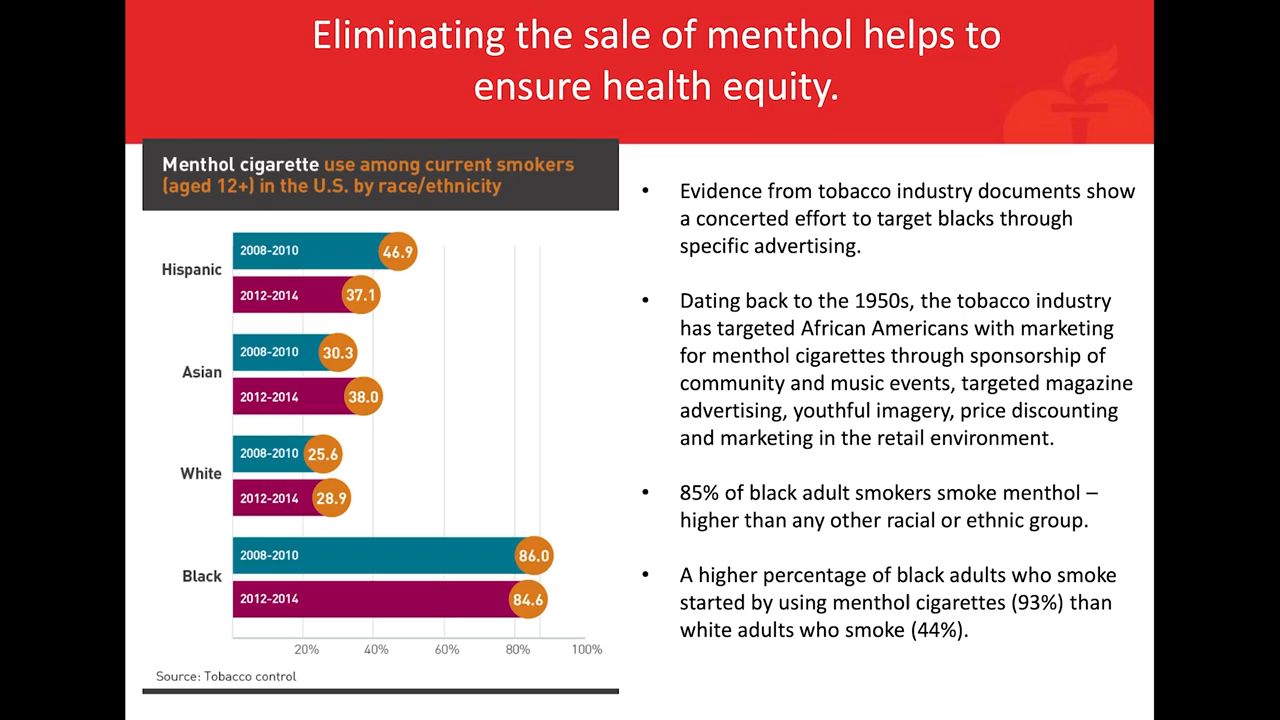 Eliminating the sale of menthol helps to
ensure health equity.
Menthol cigarette use among current smokers
(aged 12+) in the U.S. by race/ethnicity
Hispanic
2008-2010 46.9
2012-2014 37.1
Asian
2008-2010 30.3
2012-2014 38.0
White
2008-2010 25.6
2012-2014 28.9
Black
2008-2010 86.0
2012-2014 84.6
20% 40% 60% 80% 100%
Source: Tobacco control
• Evidence from tobacco industry documents show
a concerted effort to target blacks through
specific advertising.
• Dating back to the 1950s, the tobacco industry
has targeted African Americans with marketing
for menthol cigarettes through sponsorship of
community and music events, targeted magazine
advertising, youthful imagery, price discounting
and marketing in the retail environment.
• 85% of black adult smokers smoke menthol –
higher than any other racial or ethnic group.
• A higher percentage of black adults who smoke
started by using menthol cigarettes (93%) than
white adults who smoke (44%).